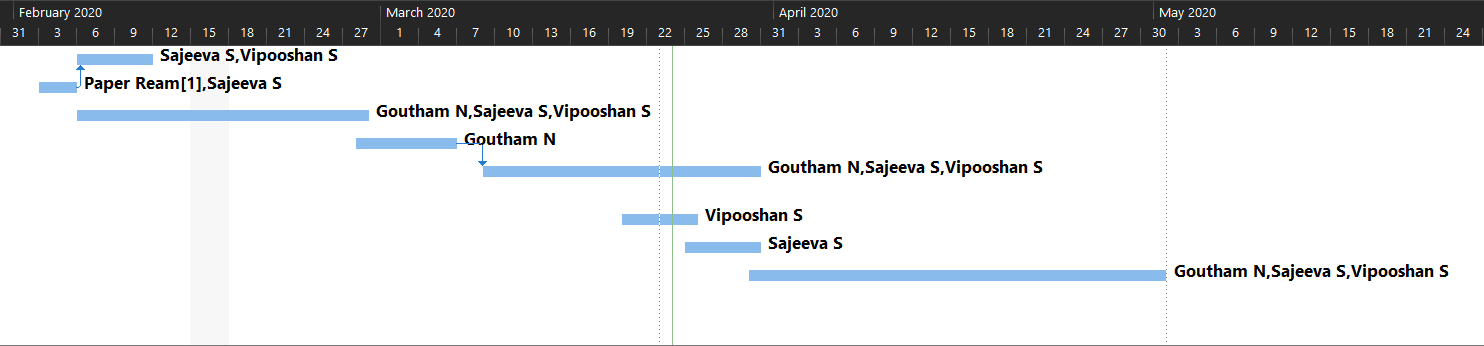 February 2020 March 2020 April 2020 May 2020
31 3 6 9 12 15 18 21 24 27 1 4 7 10 13 16 19 22 25 28 31 3 6 9 12 15 18 21 24 27 30 3 6 9 12 15 18 21 24
Sajeeva S,Vipooshan S
Paper Ream[1],Sajeeva S
Goutham N,Sajeeva S,Vipooshan S
Goutham N
Goutham N,Sajeeva S,Vipooshan S
Vipooshan S
Sajeeva S
Goutham N,Sajeeva S,Vipooshan S